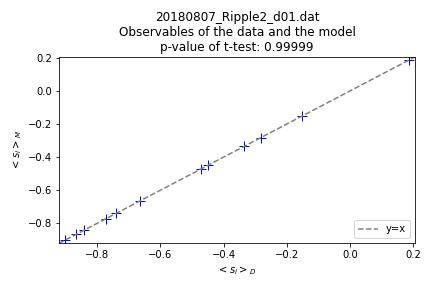 20180807_Ripple2_d01.dat
Observables of the data and the model
p-value of t-test: 0.99999
0.2
0.0
−0.2
−0.4
−0.6
−0.8
< s_i >_M
y=x
−0.8 −0.6 −0.4 −0.2 0.0 0.2
< s_i >_D